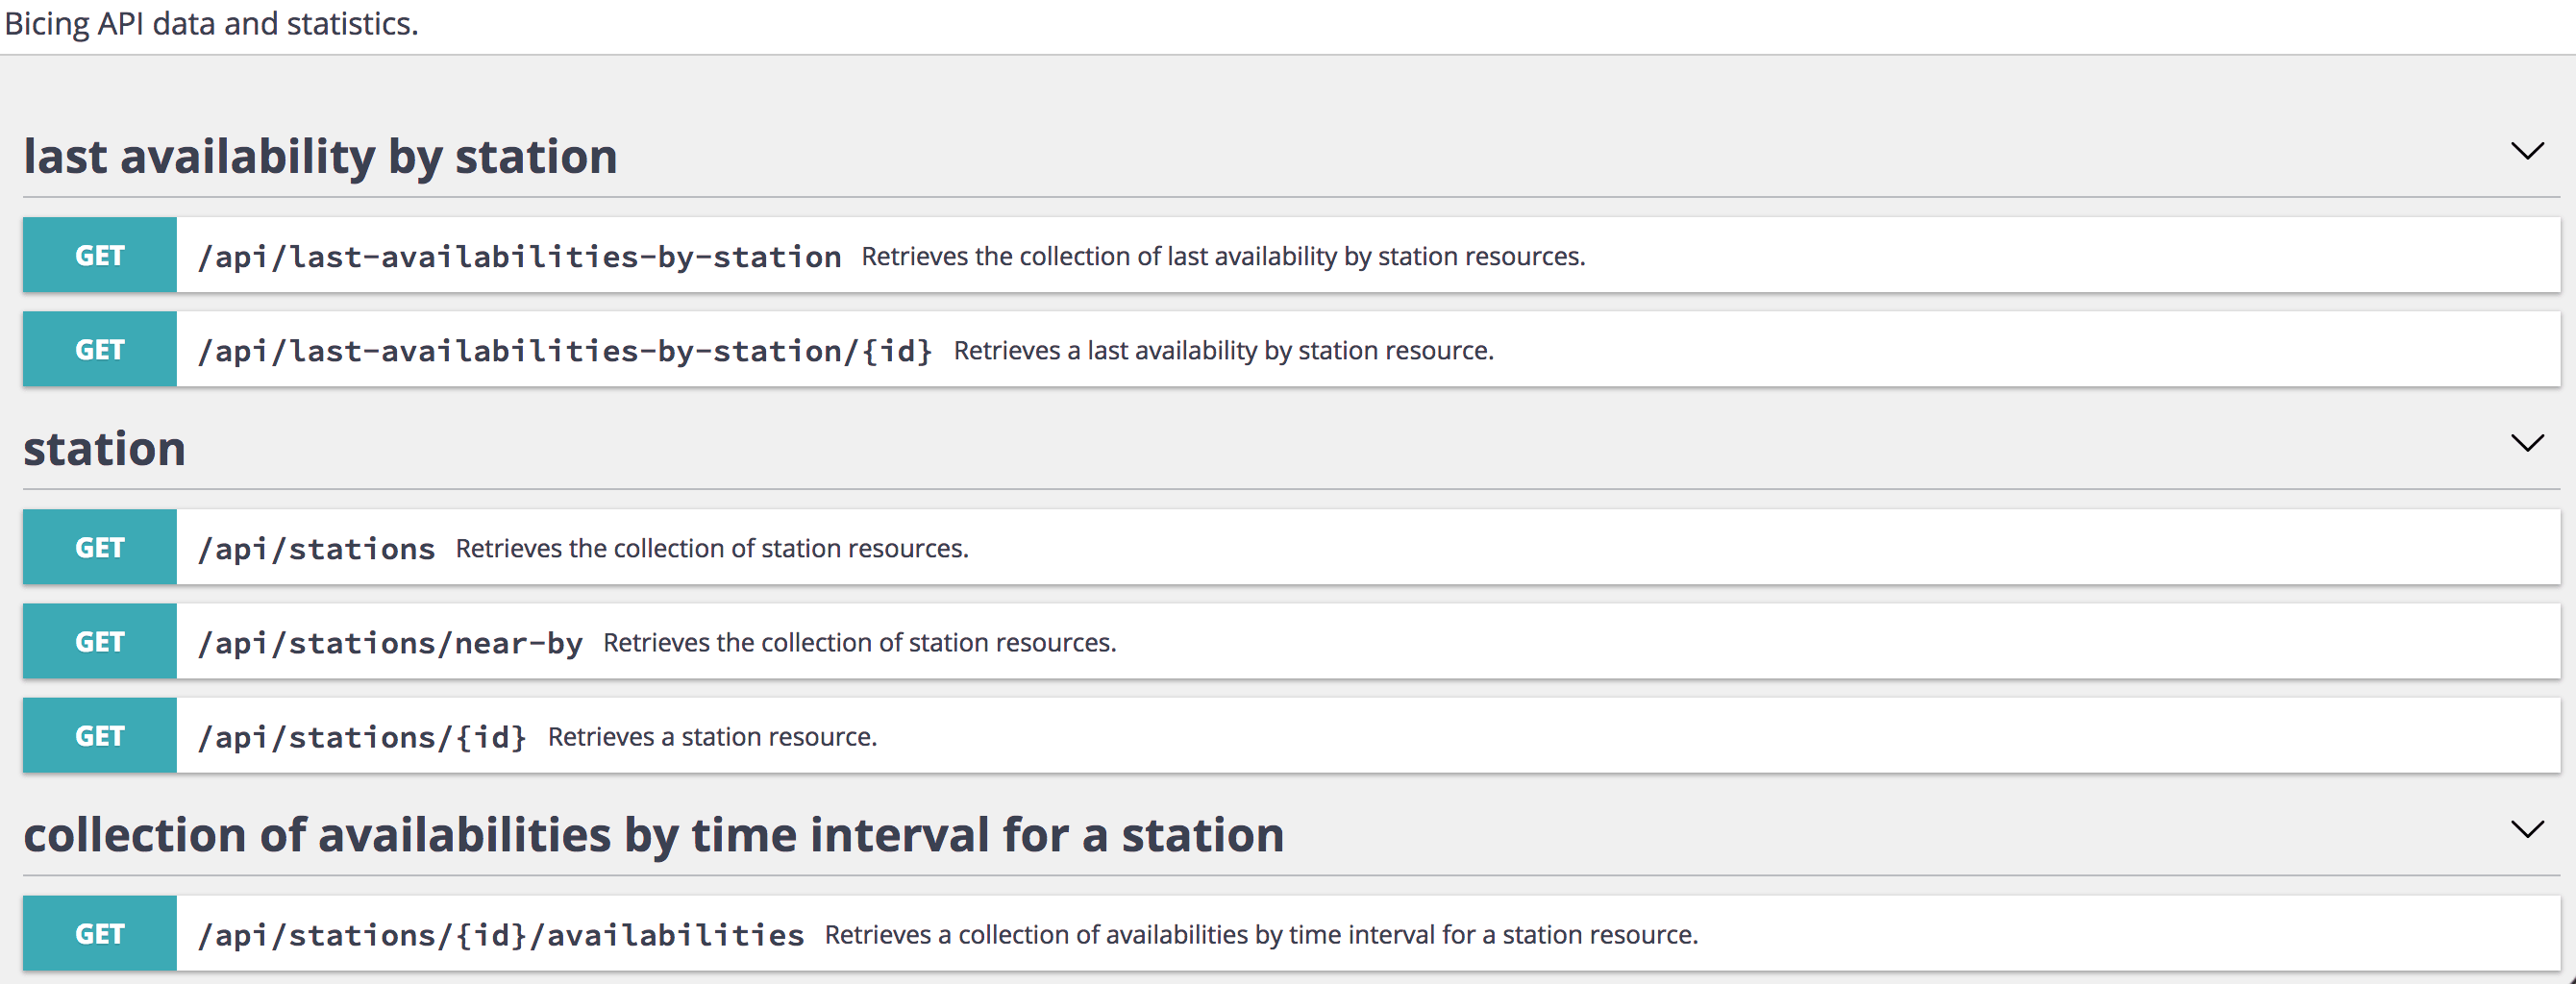 Bicing API data and statistics.
last availability by station
GET /api/last-availabilities-by-station Retrieves the collection of last availability by station resources.
GET /api/last-availabilities-by-station/{id} Retrieves a last availability by station resource.
station
GET /api/stations Retrieves the collection of station resources.
GET /api/stations/near-by Retrieves the collection of station resources.
GET /api/stations/{id} Retrieves a station resource.
collection of availabilities by time interval for a station
GET /api/stations/{id}/availabilities Retrieves a collection of availabilities by time interval for a station resource.